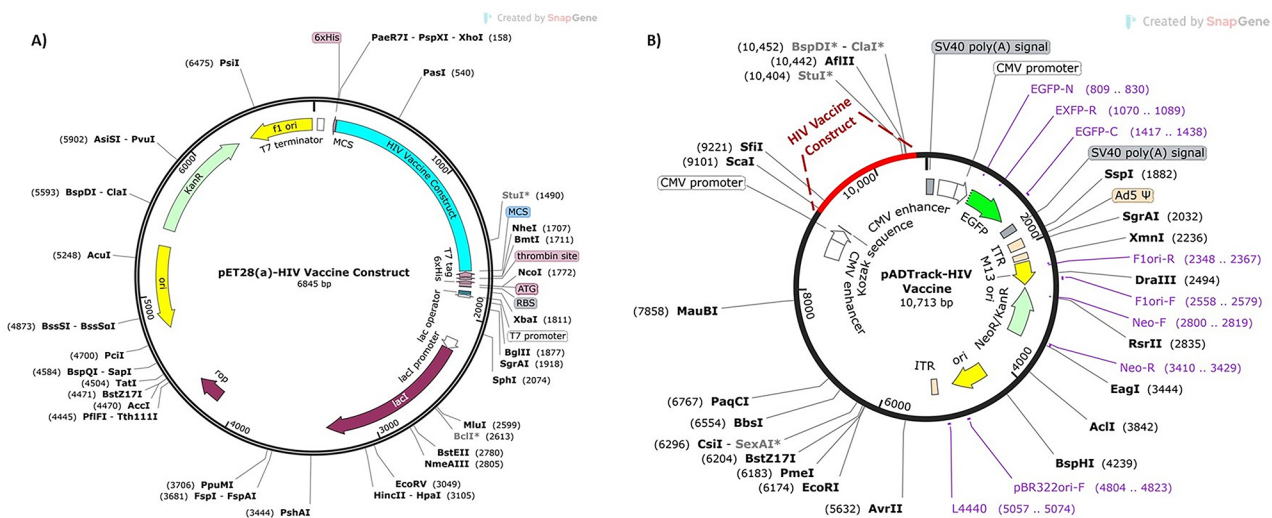 Created by SnapGene
A)
6xHis
PaeR7I - PspXI - XhoI (158)
PasI (540)
(6475) PsiI
(5902) AsiSI - PvuI
(5593) BspDI - ClaI
(5248) AcuI
(4873) BssSI - BssSαI
(4700) PciI
(4584) BspQI - SapI
(4504) TatI
(4471) BstZ17I
(4470) AccI
(4445) PflFI - Tth111I
(3706) PpuMI
(3681) FspI - FspAI
(3444) PshAI
f1 ori
T7 terminator
MCS
HIV Vaccine Construct
KanR
ori
rop
lacI
lacI promoter
lac operator
6xHis
T7 tag
1000
2000
3000
4000
5000
6000
pET28(a)-HIV Vaccine Construct
6845 bp
StuI* (1490)
MCS
NheI (1707)
BmtI (1711)
thrombin site
NcoI (1772)
ATG
RBS
XbaI (1811)
T7 promoter
BglII (1877)
SgrAI (1918)
SphI (2074)
MluI (2599)
BclI* (2613)
BstEII (2780)
NmeAIII (2805)
EcoRV (3049)
HincII - HpaI (3105)
Created by SnapGene
B)
(10,452) BspDI* - ClaI*
(10,442) AflII
(10,404) StuI*
HIV Vaccine
Construct
(9221) SfiI
(9101) ScaI
CMV promoter
(7858) MauBI
(6767) PaqCI
(6554) BbsI
(6296) CsiI - SexAI*
(6204) BstZ17I
(6183) PmeI
(6174) EcoRI
(5632) AvrII
SV40 poly(A) signal
CMV promoter
EGFP-N (809 .. 830)
EXFP-R (1070 .. 1089)
EGFP-C (1417 .. 1438)
SV40 poly(A) signal
SspI (1882)
Ad5 Ψ
SgrAI (2032)
XmnI (2236)
F1ori-R (2348 .. 2367)
DraIII (2494)
F1ori-F (2558 .. 2579)
Neo-F (2800 .. 2819)
RsrII (2835)
Neo-R (3410 .. 3429)
EagI (3444)
AclI (3842)
BspHI (4239)
pBR322ori-F (4804 .. 4823)
L4440 (5057 .. 5074)
CMV enhancer
EGFP
ITR
M13 ori
NeoR/KanR
ori
ITR
Kozak sequence
CMV enhancer
2000
4000
6000
8000
10,000
pADTrack-HIV
Vaccine
10,713 bp